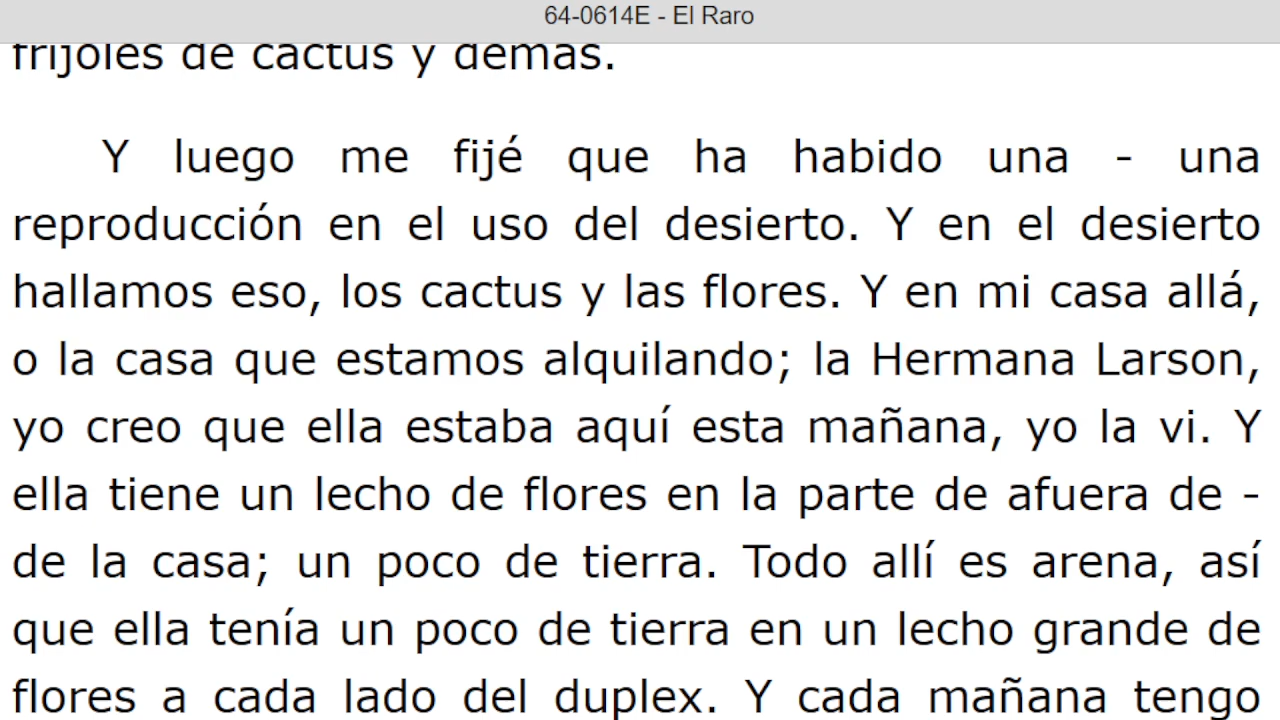 64-0614E - El Raro
frijoles de cactus y demás.
Y luego me fijé que ha habido una - una
reproducción en el uso del desierto. Y en el desierto
hallamos eso, los cactus y las flores. Y en mi casa allá,
o la casa que estamos alquilando; la Hermana Larson,
yo creo que ella estaba aquí esta mañana, yo la vi. Y
ella tiene un lecho de flores en la parte de afuera de -
de la casa; un poco de tierra. Todo allí es arena, así
que ella tenía un poco de tierra en un lecho grande de
flores a cada lado del duplex. Y cada mañana tengo